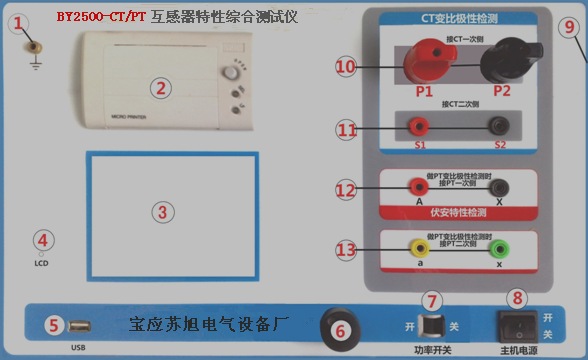 BY2500-CT/PT 互感器特性综合测试仪
1
2
MICRO PRINTER
3
4
LCD
5
USB
宝应苏旭电气设备厂
6
7
开 关
功率开关
8
开
关
主机电源
9
CT变比极性检测
接CT一次侧
10
P1 P2
接CT二次侧
11
S1 S2
做PT变比极性检测时
接PT一次侧
12
A X
伏安特性检测
做PT变比极性检测时
接PT二次侧
13
a x